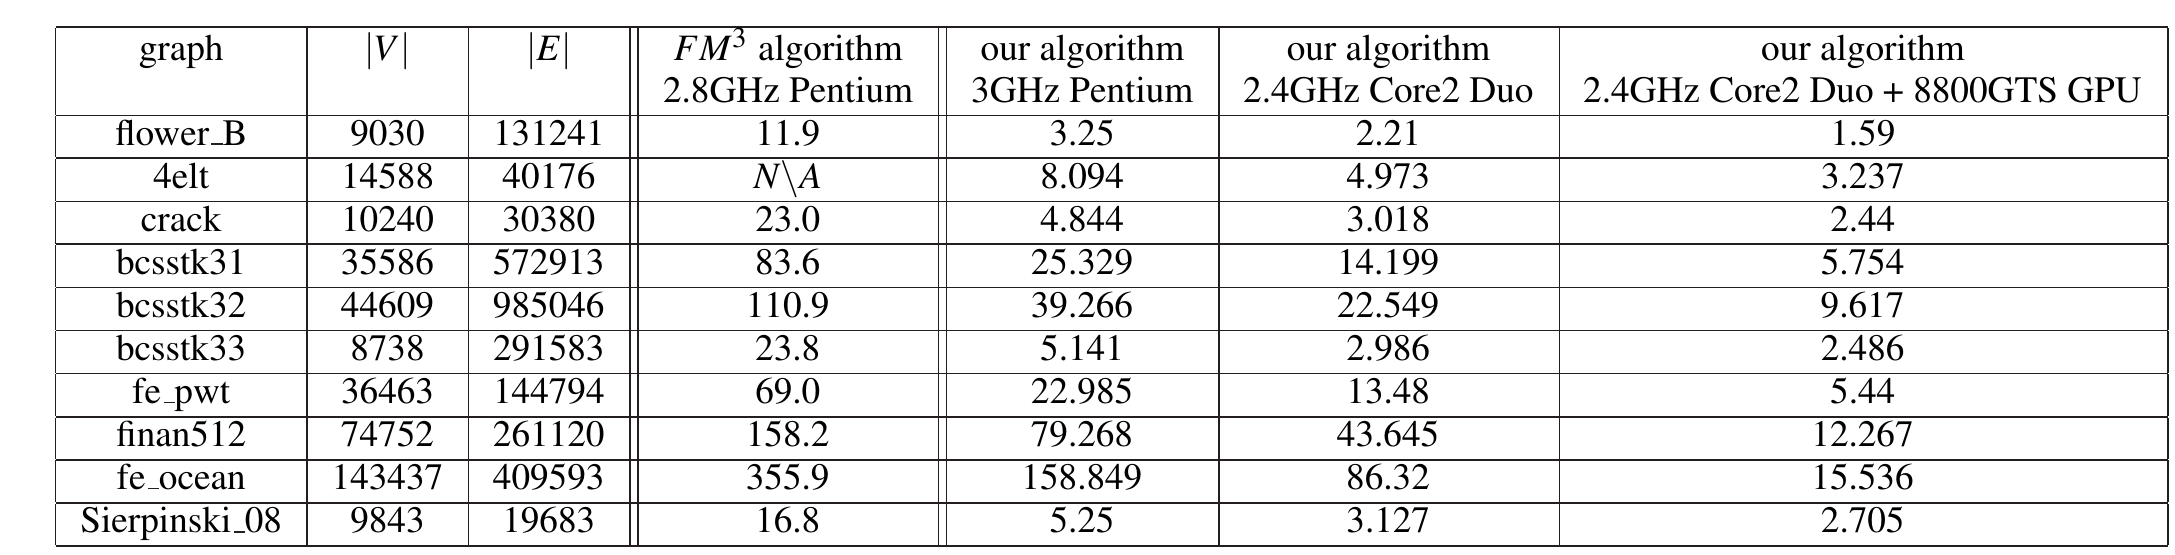 graph |V| |E| FM³ algorithm our algorithm our algorithm our algorithm
2.8GHz Pentium 3GHz Pentium 2.4GHz Core2 Duo 2.4GHz Core2 Duo + 8800GTS GPU
flower_B 9030 131241 11.9 3.25 2.21 1.59
4elt 14588 40176 N\A 8.094 4.973 3.237
crack 10240 30380 23.0 4.844 3.018 2.44
bcsstk31 35586 572913 83.6 25.329 14.199 5.754
bcsstk32 44609 985046 110.9 39.266 22.549 9.617
bcsstk33 8738 291583 23.8 5.141 2.986 2.486
fe_pwt 36463 144794 69.0 22.985 13.48 5.44
finan512 74752 261120 158.2 79.268 43.645 12.267
fe_ocean 143437 409593 355.9 158.849 86.32 15.536
Sierpinski_08 9843 19683 16.8 5.25 3.127 2.705